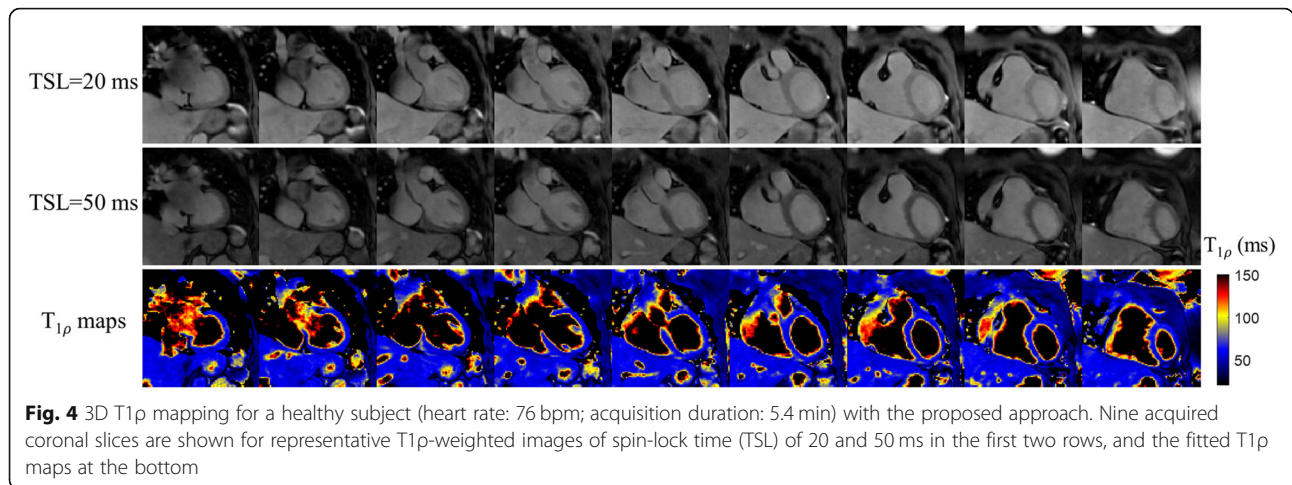 TSL=20 ms
TSL=50 ms
T1ρ (ms)
150
100
50
T1ρ maps
Fig. 4 3D T1ρ mapping for a healthy subject (heart rate: 76 bpm; acquisition duration: 5.4 min) with the proposed approach. Nine acquired
coronal slices are shown for representative T1ρ-weighted images of spin-lock time (TSL) of 20 and 50 ms in the first two rows, and the fitted T1ρ
maps at the bottom